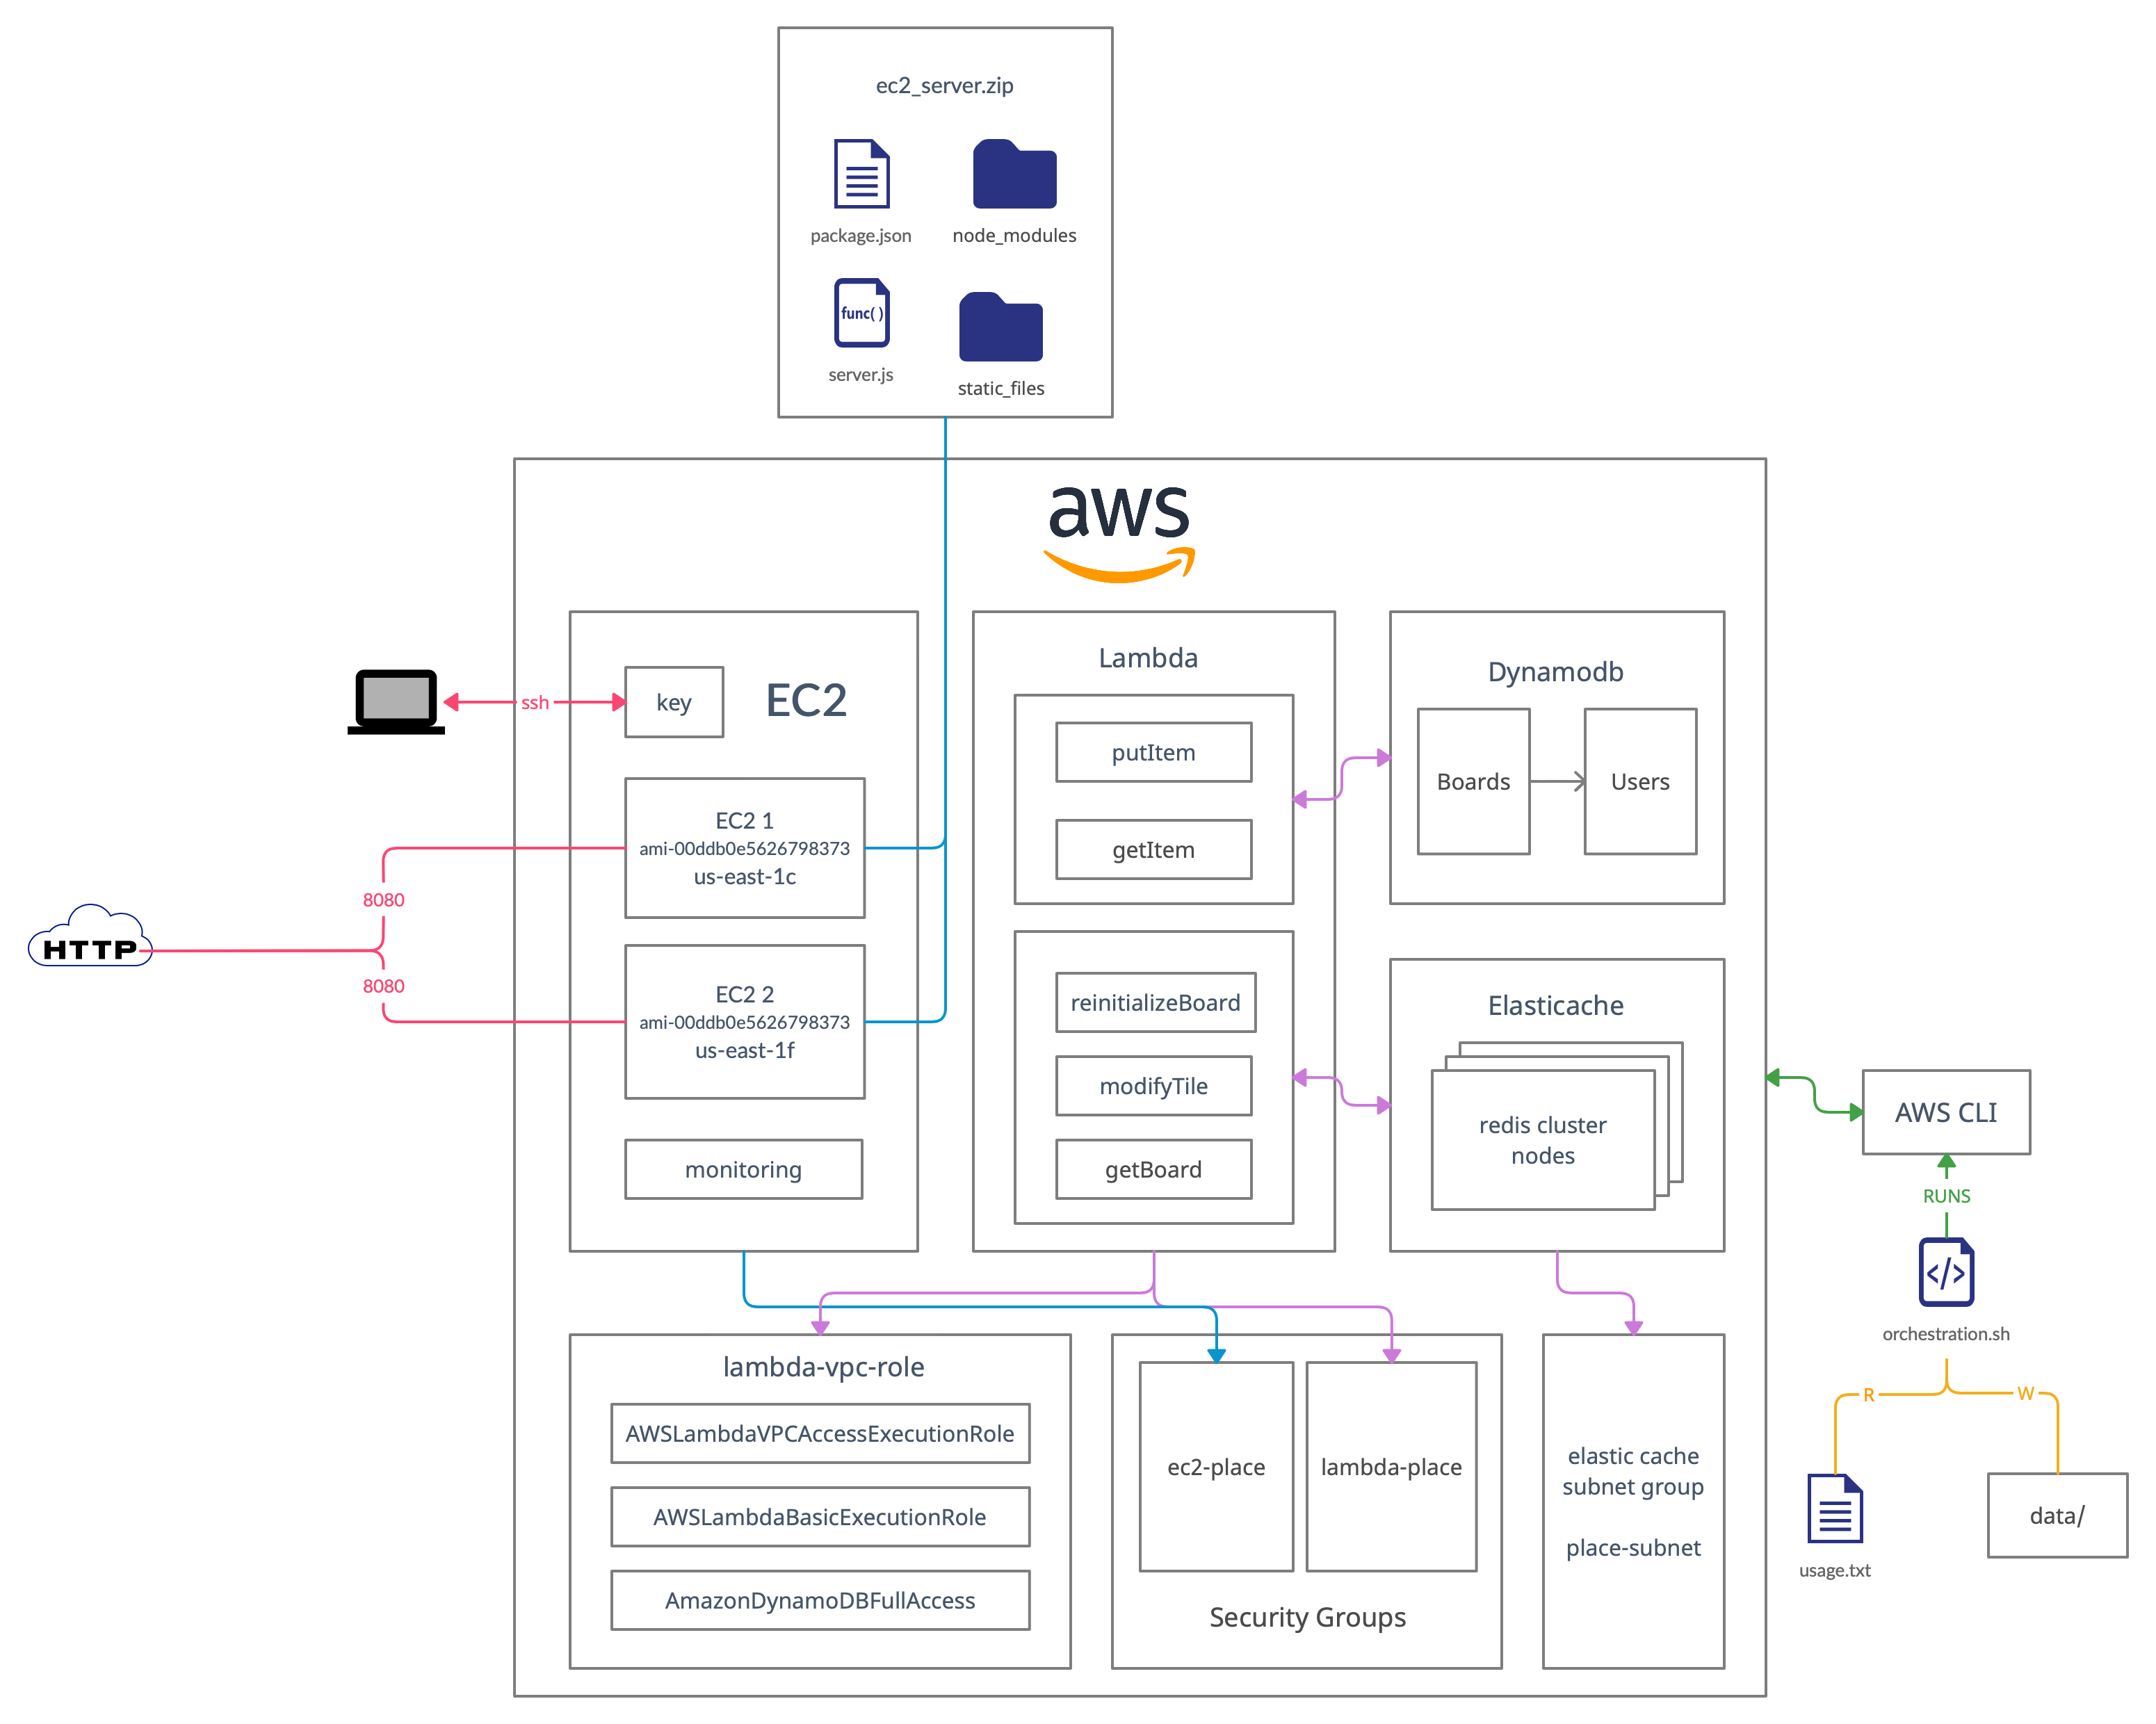 ec2_server.zip
package.json
node_modules
func( )
server.js
static_files
aws
ssh
key
EC2
EC2 1
ami-00ddb0e5626798373
us-east-1c
8080
HTTP
8080
EC2 2
ami-00ddb0e5626798373
us-east-1f
monitoring
Lambda
putItem
getItem
reinitializeBoard
modifyTile
getBoard
Dynamodb
Boards
Users
Elasticache
redis cluster
nodes
AWS CLI
RUNS
</>
orchestration.sh
R
W
usage.txt
data/
lambda-vpc-role
AWSLambdaVPCAccessExecutionRole
AWSLambdaBasicExecutionRole
AmazonDynamoDBFullAccess
ec2-place
lambda-place
Security Groups
elastic cache
subnet group
place-subnet